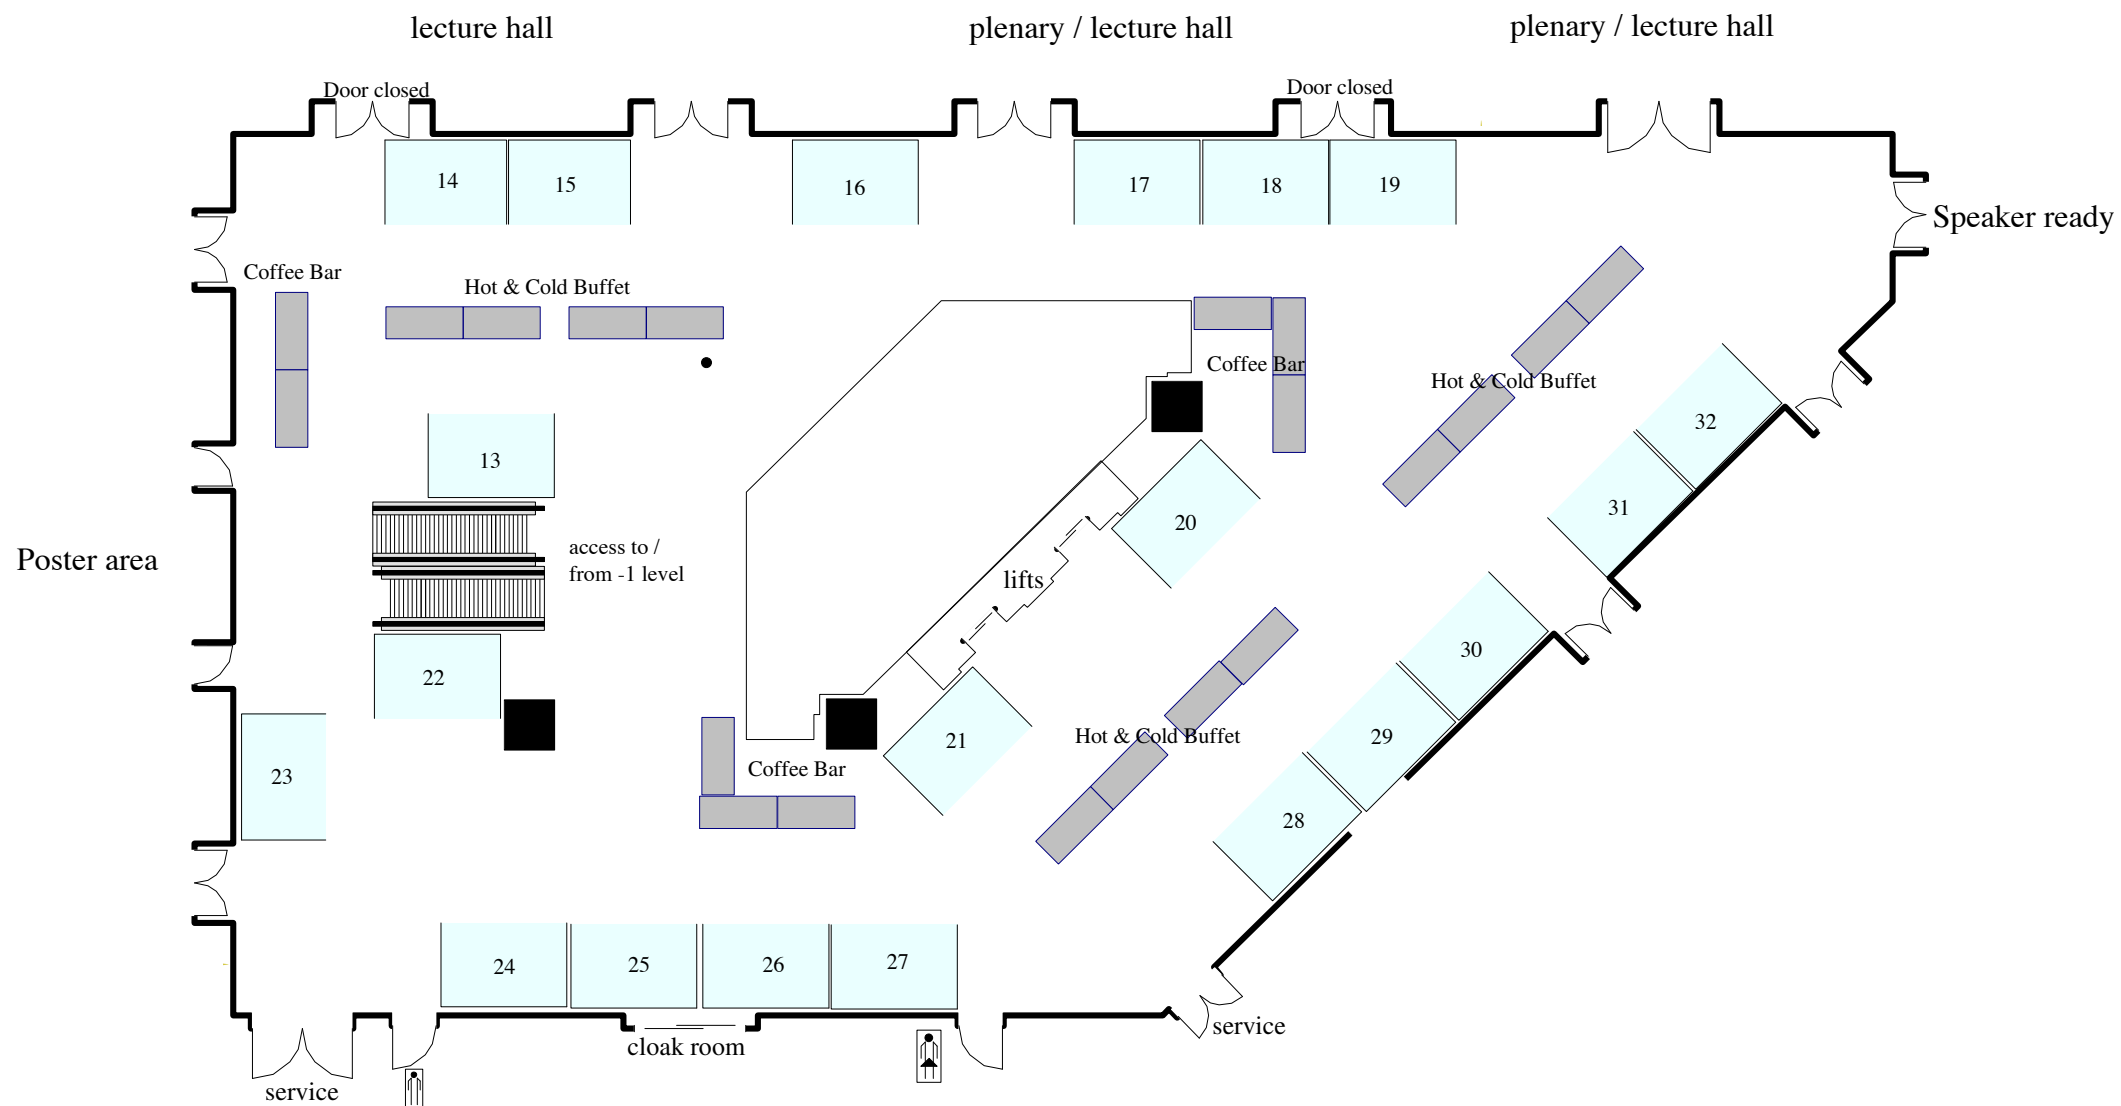 lecture hall
plenary / lecture hall
plenary / lecture hall
Door closed
Door closed
14
15
16
17
18
19
Speaker ready
Coffee Bar
Hot & Cold Buffet
Coffee Bar
Hot & Cold Buffet
32
13
31
20
access to /
from -1 level
Poster area
lifts
30
22
29
Hot & Cold Buffet
21
Coffee Bar
23
28
24
25
26
27
service
cloak room
service